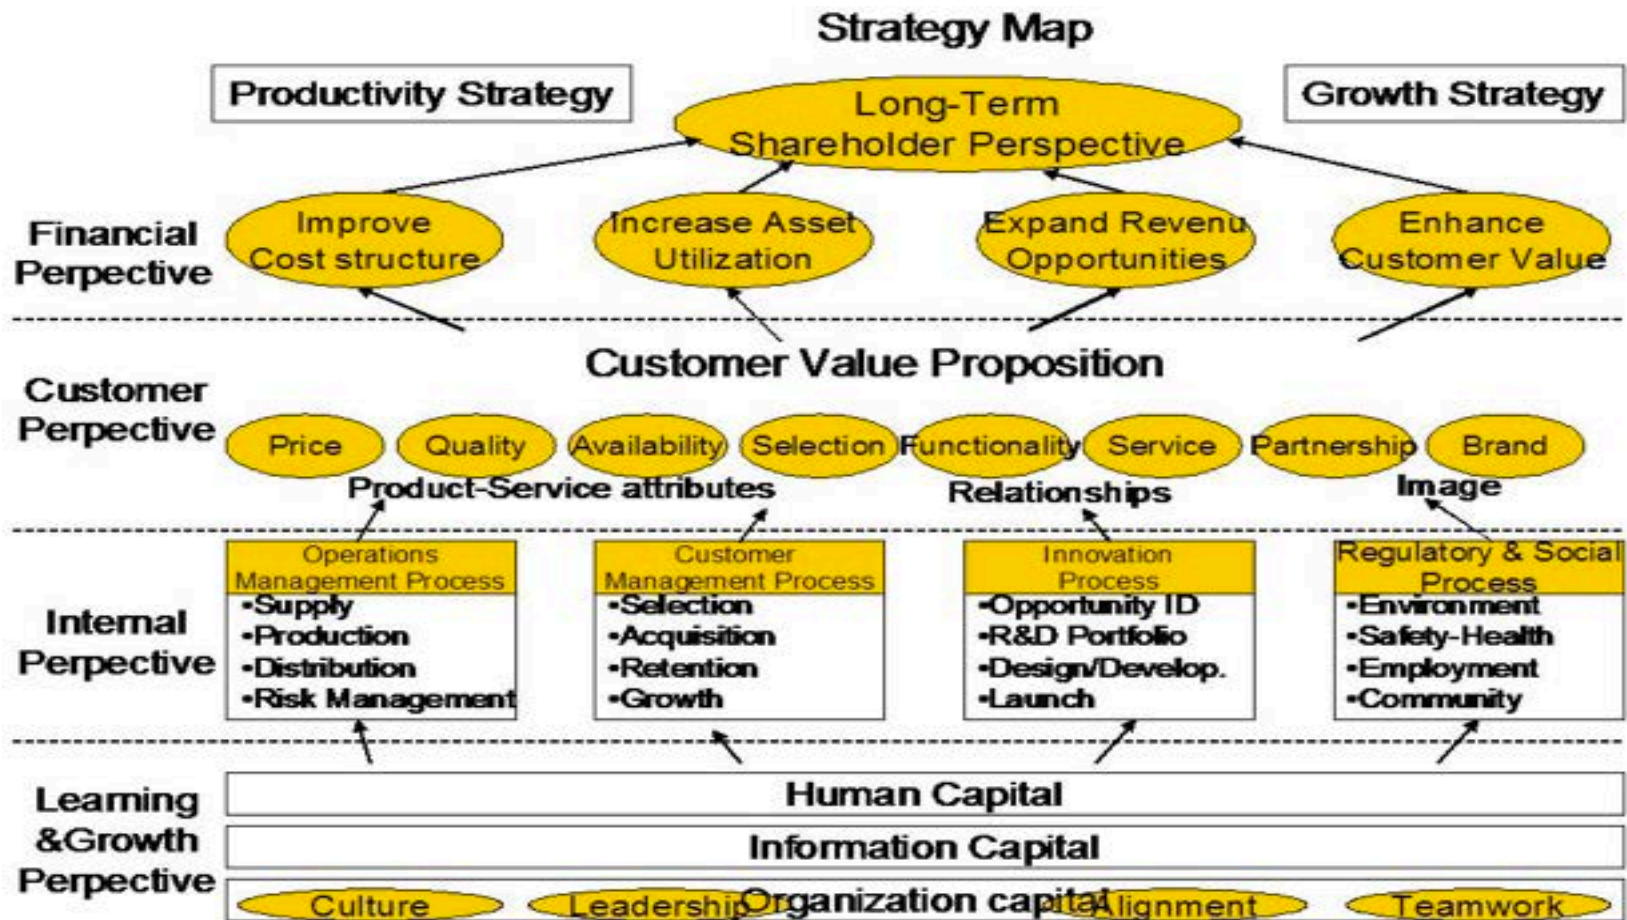 Strategy Map
Productivity Strategy
Long-Term
Shareholder Perspective
Growth Strategy
Financial
Perpective
Improve
Cost structure
Increase Asset
Utilization
Expand Revenu
Opportunities
Enhance
Customer Value
Customer Value Proposition
Customer
Perpective
Price
Quality
Availability
Selection
Functionality
Service
Partnership
Brand
Product-Service attributes
Relationships
Image
Internal
Perpective
Operations
Management Process
•Supply
•Production
•Distribution
•Risk Management
Customer
Management Process
•Selection
•Acquisition
•Retention
•Growth
Innovation
Process
•Opportunity ID
•R&D Portfolio
•Design/Develop.
•Launch
Regulatory & Social
Process
•Environment
•Safety-Health
•Employment
•Community
Learning
&Growth
Perpective
Human Capital
Information Capital
Organization capital
Culture
Leadership
Alignment
Teamwork